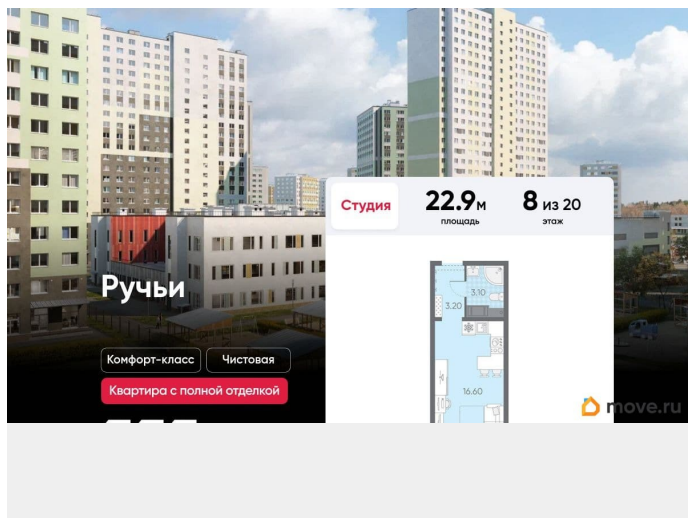 Студия
22.9м
площадь
8 из 20
этаж
Ручьи
Комфорт-класс
Чистовая
Квартира с полной отделкой
3.10
3.20
16.60
move.ru